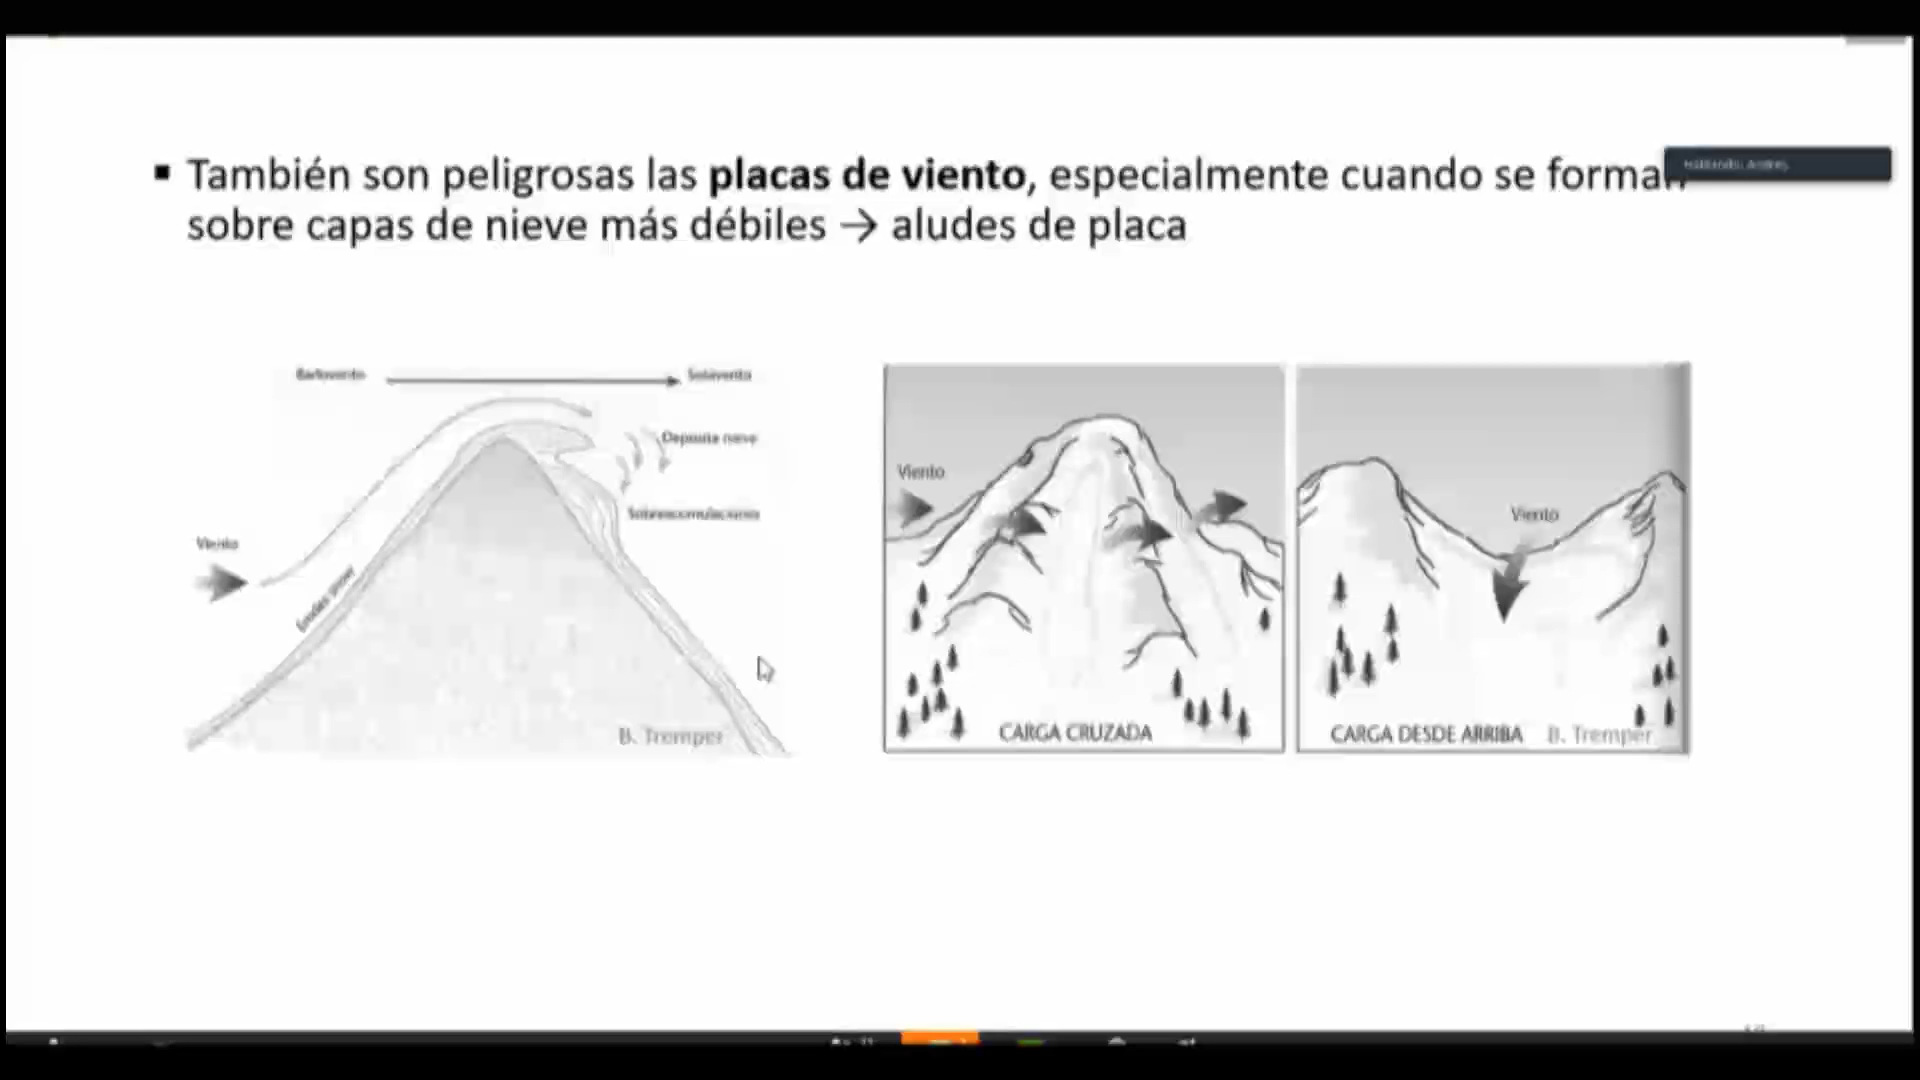 ▪ También son peligrosas las placas de viento, especialmente cuando se forman
sobre capas de nieve más débiles → aludes de placa
Barlovento
Sotavento
Deposita nieve
Viento
B. Tremper
Viento
CARGA CRUZADA
Viento
CARGA DESDE ARRIBA
B. Tremper